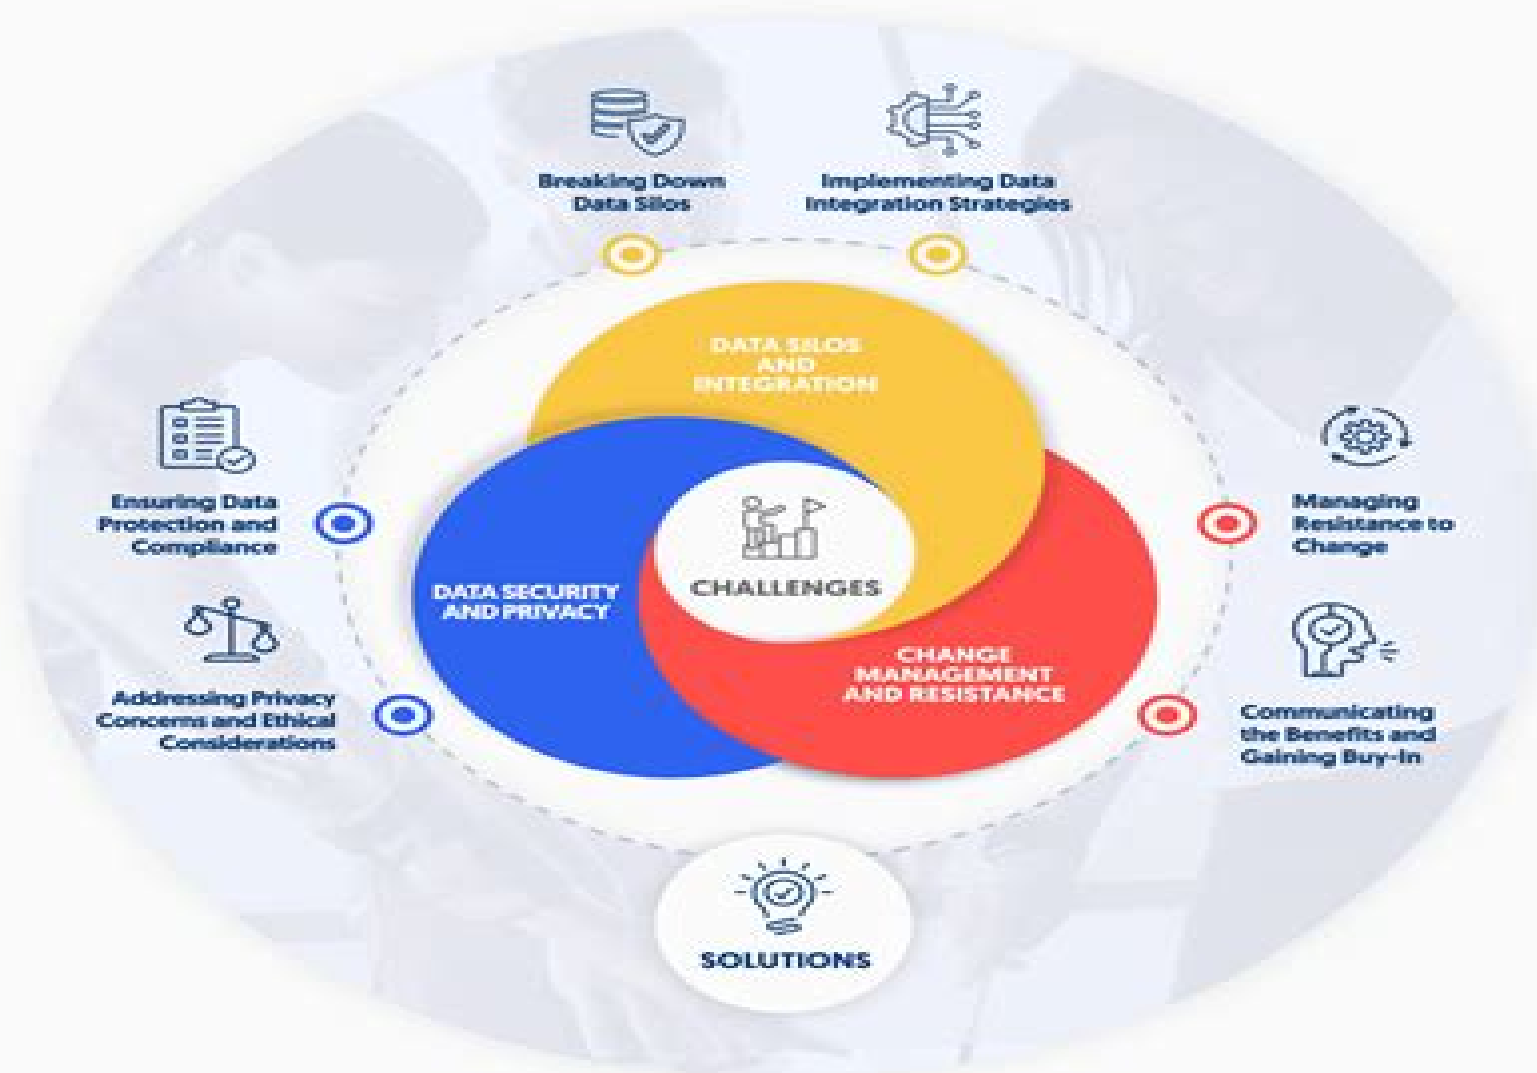 Breaking Down
Data Silos
Implementing Data
Integration Strategies
DATA SILOS
AND
INTEGRATION
Ensuring Data
Protection and
Compliance
Managing
Resistance to
Change
CHALLENGES
DATA SECURITY
AND PRIVACY
CHANGE
MANAGEMENT
AND RESISTANCE
Addressing Privacy
Concerns and Ethical
Considerations
Communicating
the Benefits and
Gaining Buy-In
SOLUTIONS